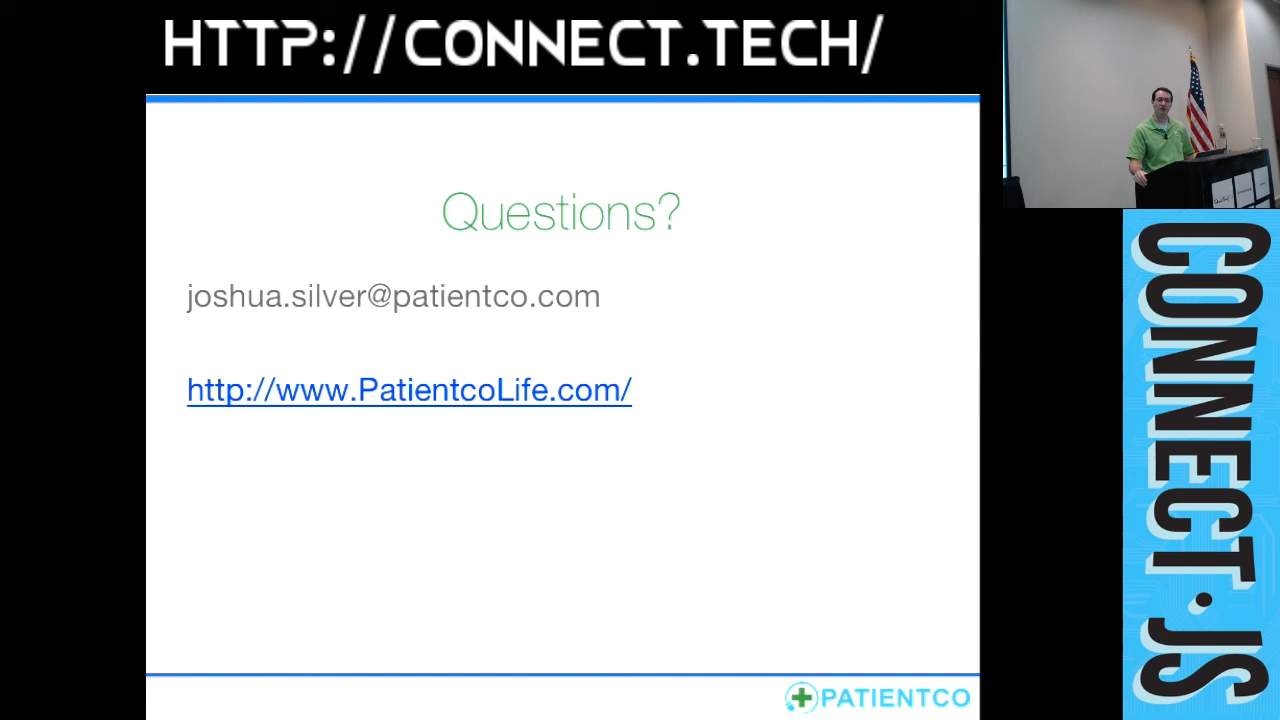 HTTP://CONNECT.TECH/
Questions?
joshua.silver@patientco.com
http://www.PatientcoLife.com/
PATIENTCO
CONNECT.JS